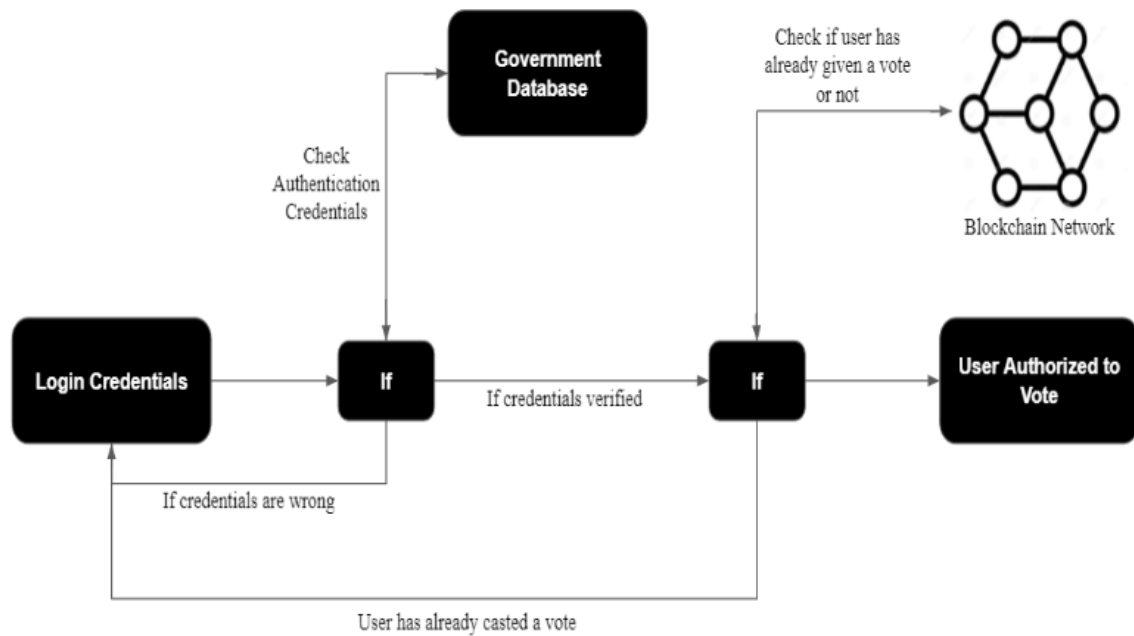 Government
Database
Check if user has
already given a vote
or not
Check
Authentication
Credentials
Blockchain Network
Login Credentials
If
If credentials verified
If
User Authorized to
Vote
If credentials are wrong
User has already casted a vote